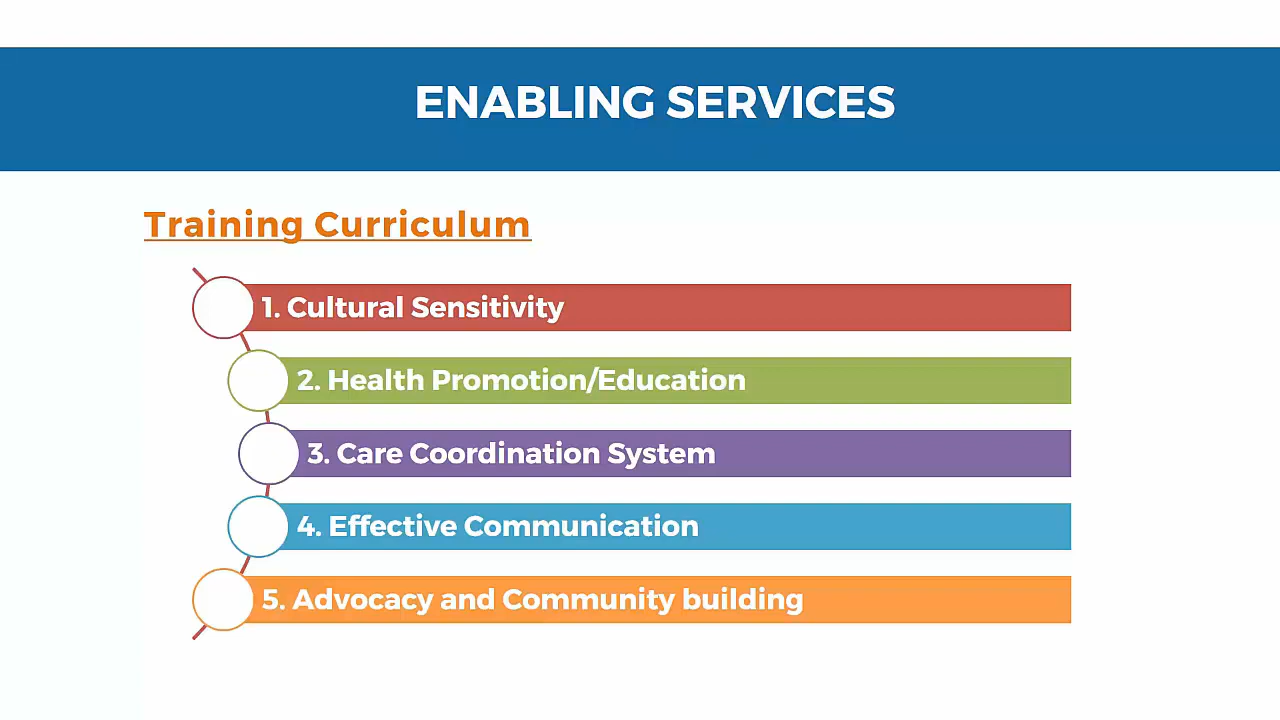 ENABLING SERVICES
Training Curriculum
1. Cultural Sensitivity
2. Health Promotion/Education
3. Care Coordination System
4. Effective Communication
5. Advocacy and Community building